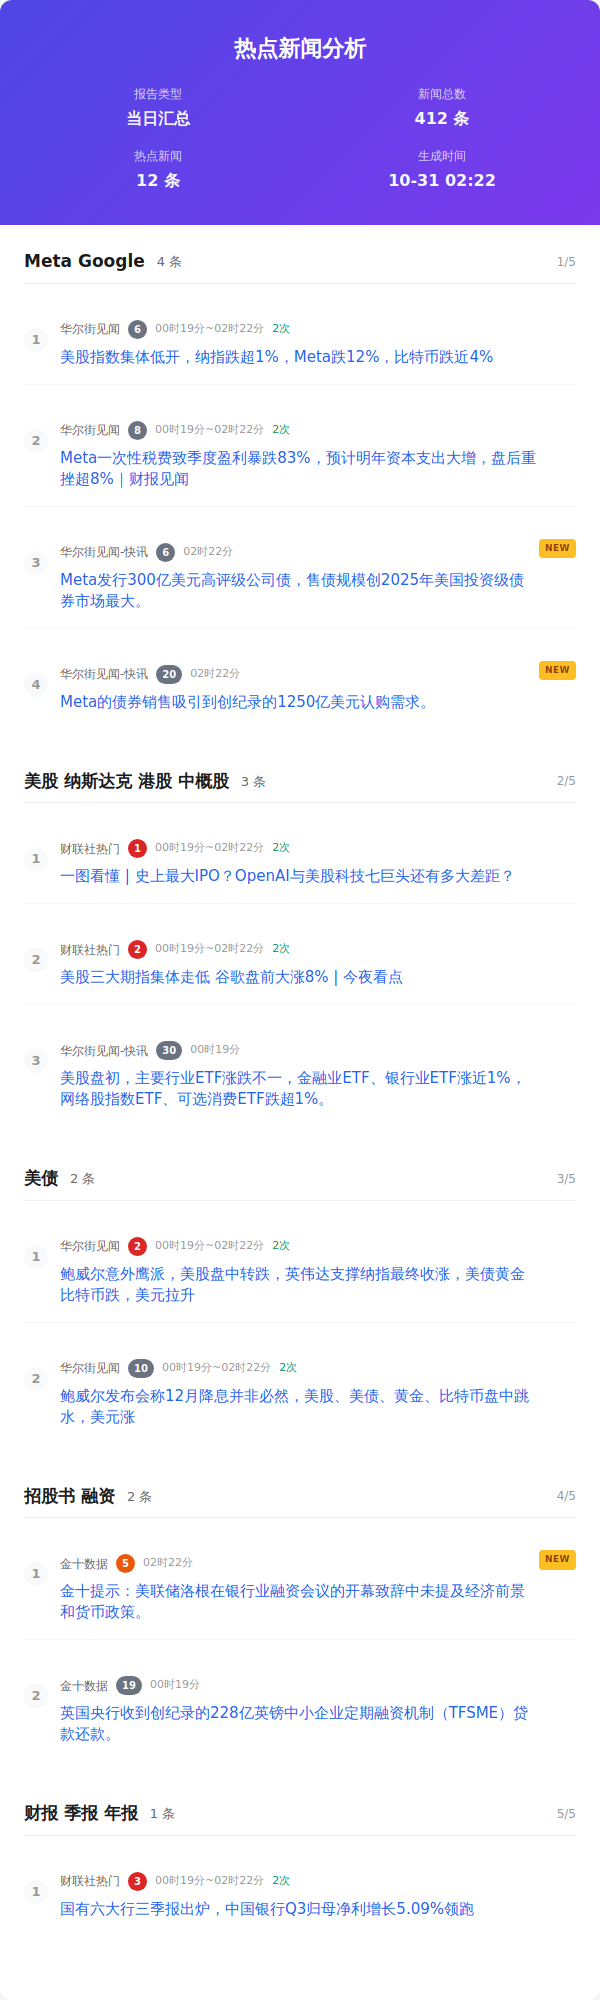 热点新闻分析
报告类型
新闻总数
当日汇总
412 条
热点新闻
生成时间
12 条
10-31 02:22
Meta Google 4 条 1/5
1 华尔街见闻 6 00时19分~02时22分 2次
美股指数集体低开，纳指跌超1%，Meta跌12%，比特币跌近4%
2 华尔街见闻 8 00时19分~02时22分 2次
Meta一次性税费致季度盈利暴跌83%，预计明年资本支出大增，盘后重
挫超8%｜财报见闻
3 华尔街见闻-快讯 6 02时22分 NEW
Meta发行300亿美元高评级公司债，售债规模创2025年美国投资级债
券市场最大。
4 华尔街见闻-快讯 20 02时22分 NEW
Meta的债券销售吸引到创纪录的1250亿美元认购需求。
美股 纳斯达克 港股 中概股 3 条 2/5
1 财联社热门 1 00时19分~02时22分 2次
一图看懂 | 史上最大IPO？OpenAI与美股科技七巨头还有多大差距？
2 财联社热门 2 00时19分~02时22分 2次
美股三大期指集体走低 谷歌盘前大涨8% | 今夜看点
3 华尔街见闻-快讯 30 00时19分
美股盘初，主要行业ETF涨跌不一，金融业ETF、银行业ETF涨近1%，
网络股指数ETF、可选消费ETF跌超1%。
美债 2 条 3/5
1 华尔街见闻 2 00时19分~02时22分 2次
鲍威尔意外鹰派，美股盘中转跌，英伟达支撑纳指最终收涨，美债黄金
比特币跌，美元拉升
2 华尔街见闻 10 00时19分~02时22分 2次
鲍威尔发布会称12月降息并非必然，美股、美债、黄金、比特币盘中跳
水，美元涨
招股书 融资 2 条 4/5
1 金十数据 5 02时22分 NEW
金十提示：美联储洛根在银行业融资会议的开幕致辞中未提及经济前景
和货币政策。
2 金十数据 19 00时19分
英国央行收到创纪录的228亿英镑中小企业定期融资机制（TFSME）贷
款还款。
财报 季报 年报 1 条 5/5
1 财联社热门 3 00时19分~02时22分 2次
国有六大行三季报出炉，中国银行Q3归母净利增长5.09%领跑